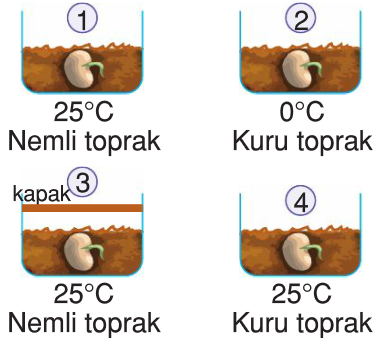 1
25°C
Nemli toprak
2
0°C
Kuru toprak
3
kapak
25°C
Nemli toprak
4
25°C
Kuru toprak